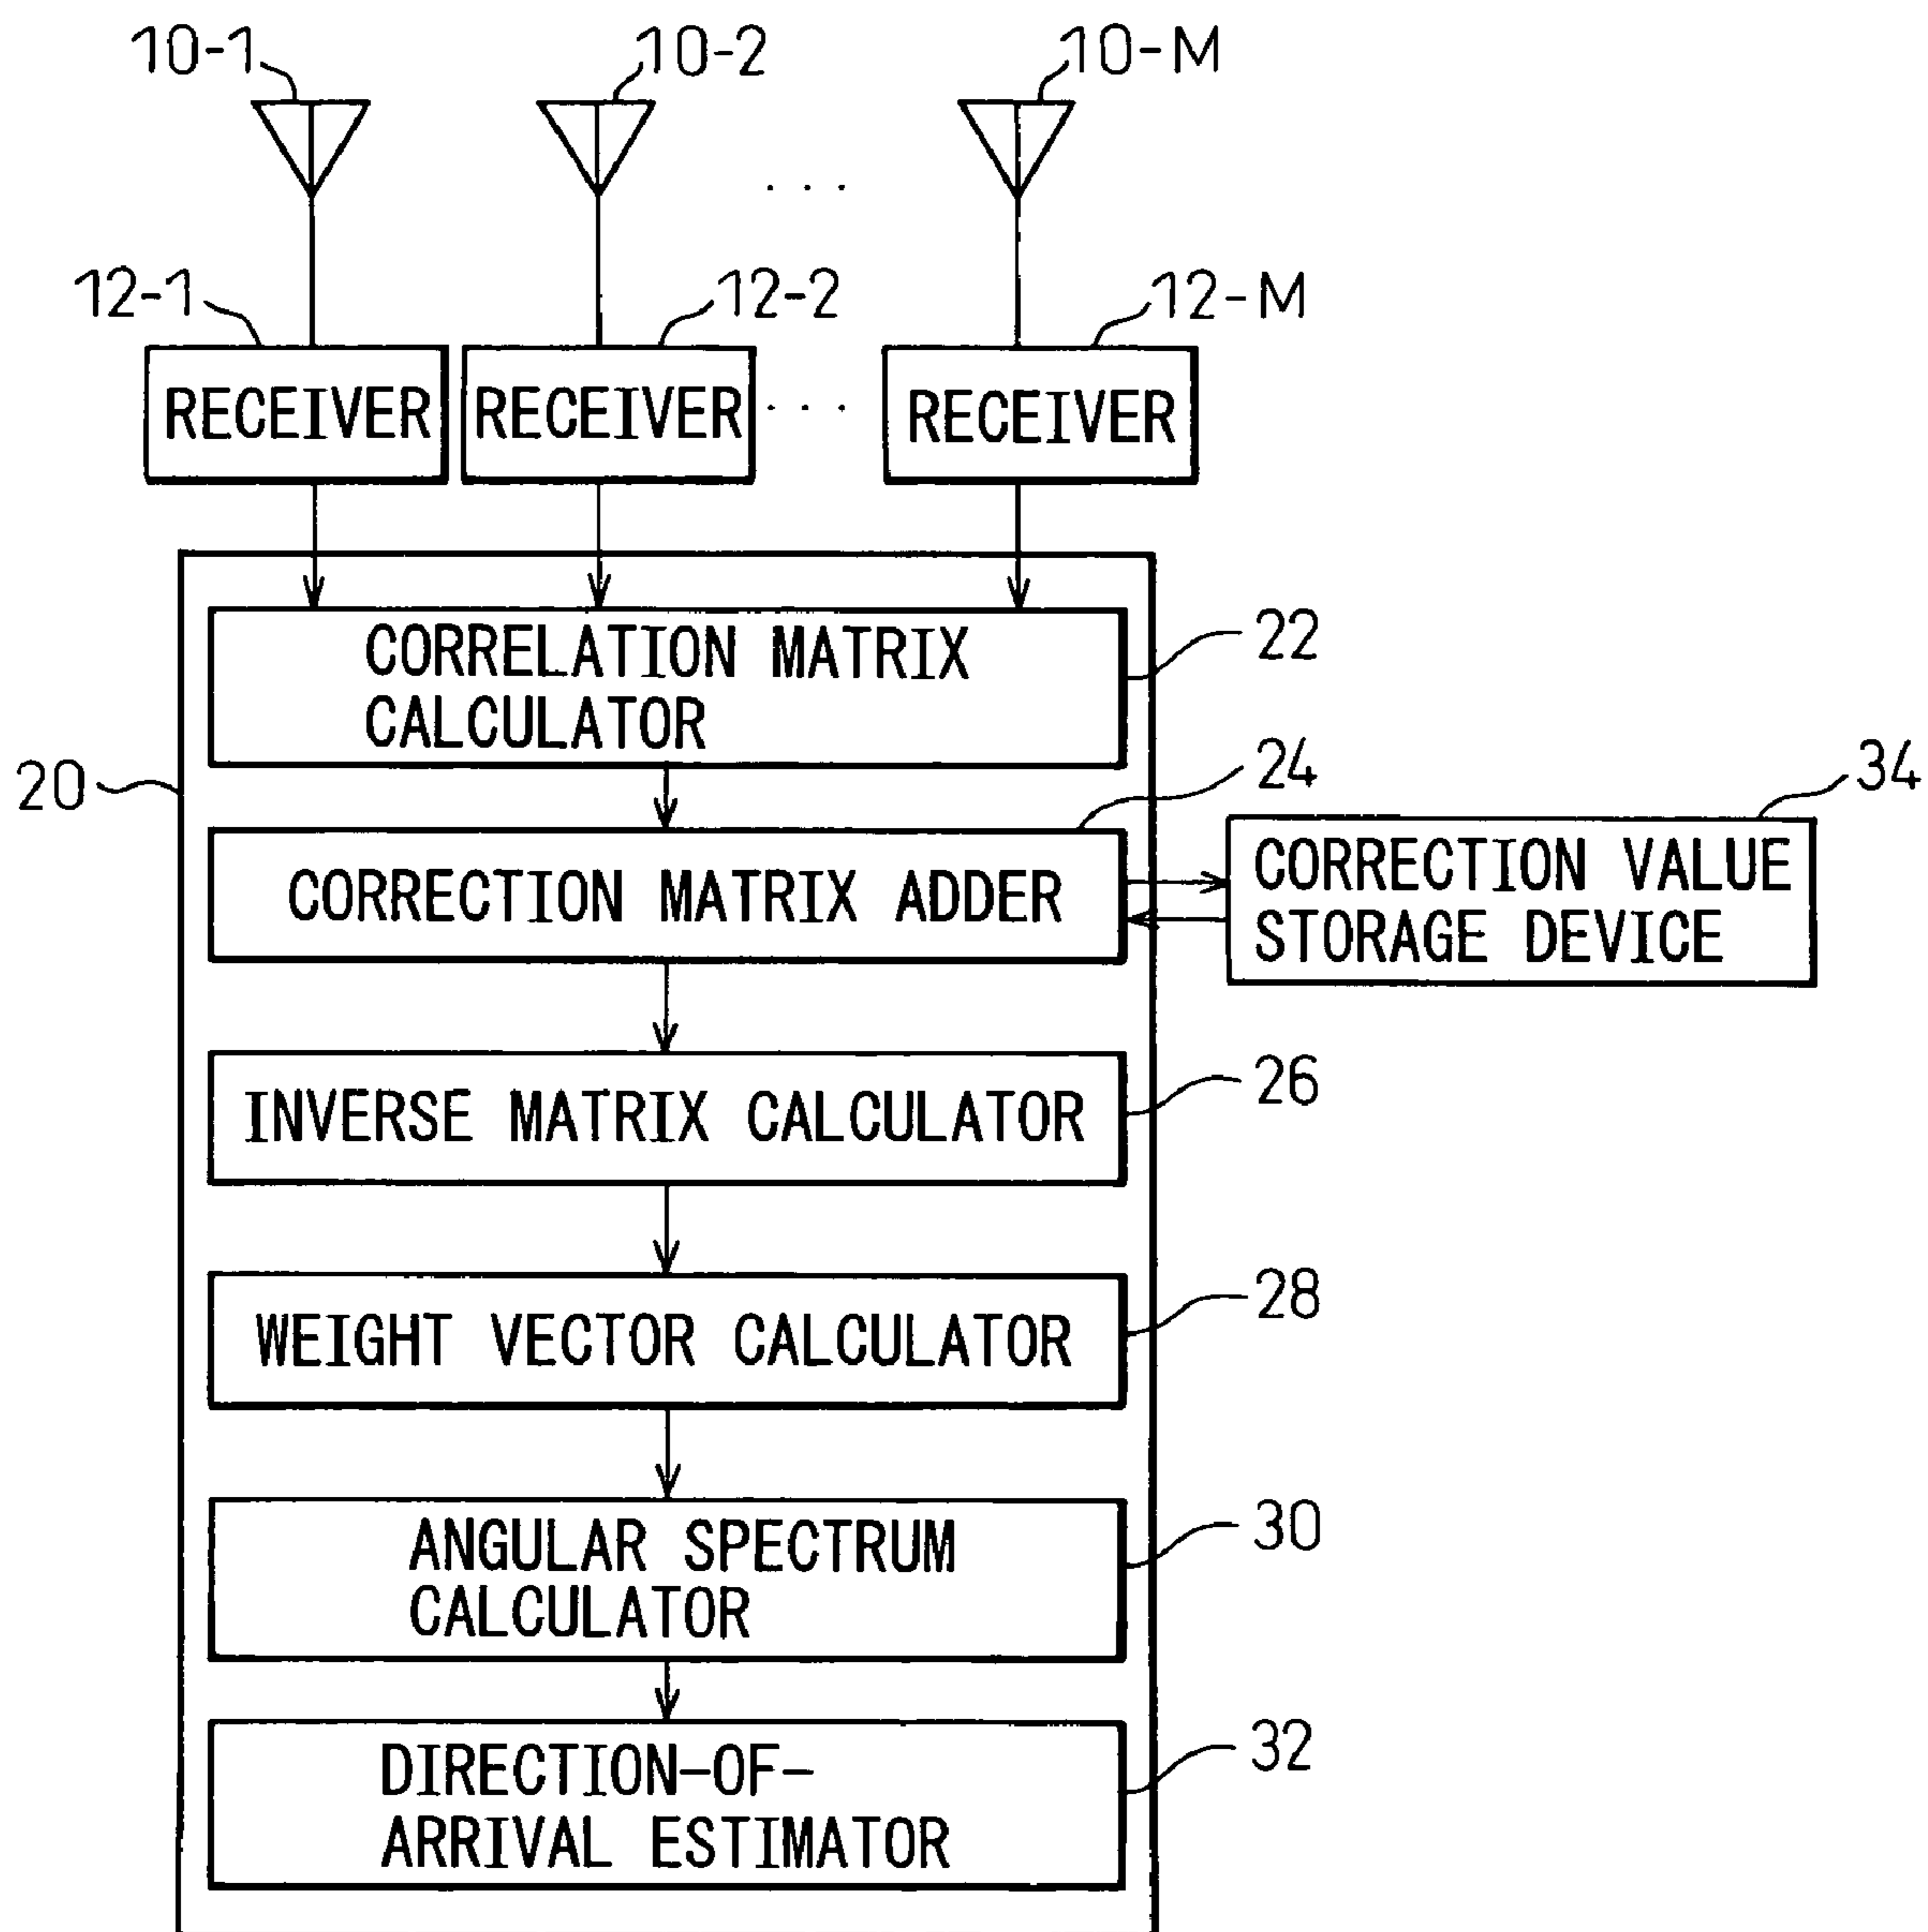 10-1
10-2
10-M
. . .
12-1
12-2
12-M
RECEIVER
RECEIVER
. . .
RECEIVER
CORRELATION MATRIX
CALCULATOR
22
20
24
34
CORRECTION MATRIX ADDER
CORRECTION VALUE
STORAGE DEVICE
INVERSE MATRIX CALCULATOR
26
WEIGHT VECTOR CALCULATOR
28
ANGULAR SPECTRUM
CALCULATOR
30
DIRECTION-OF-
ARRIVAL ESTIMATOR
32